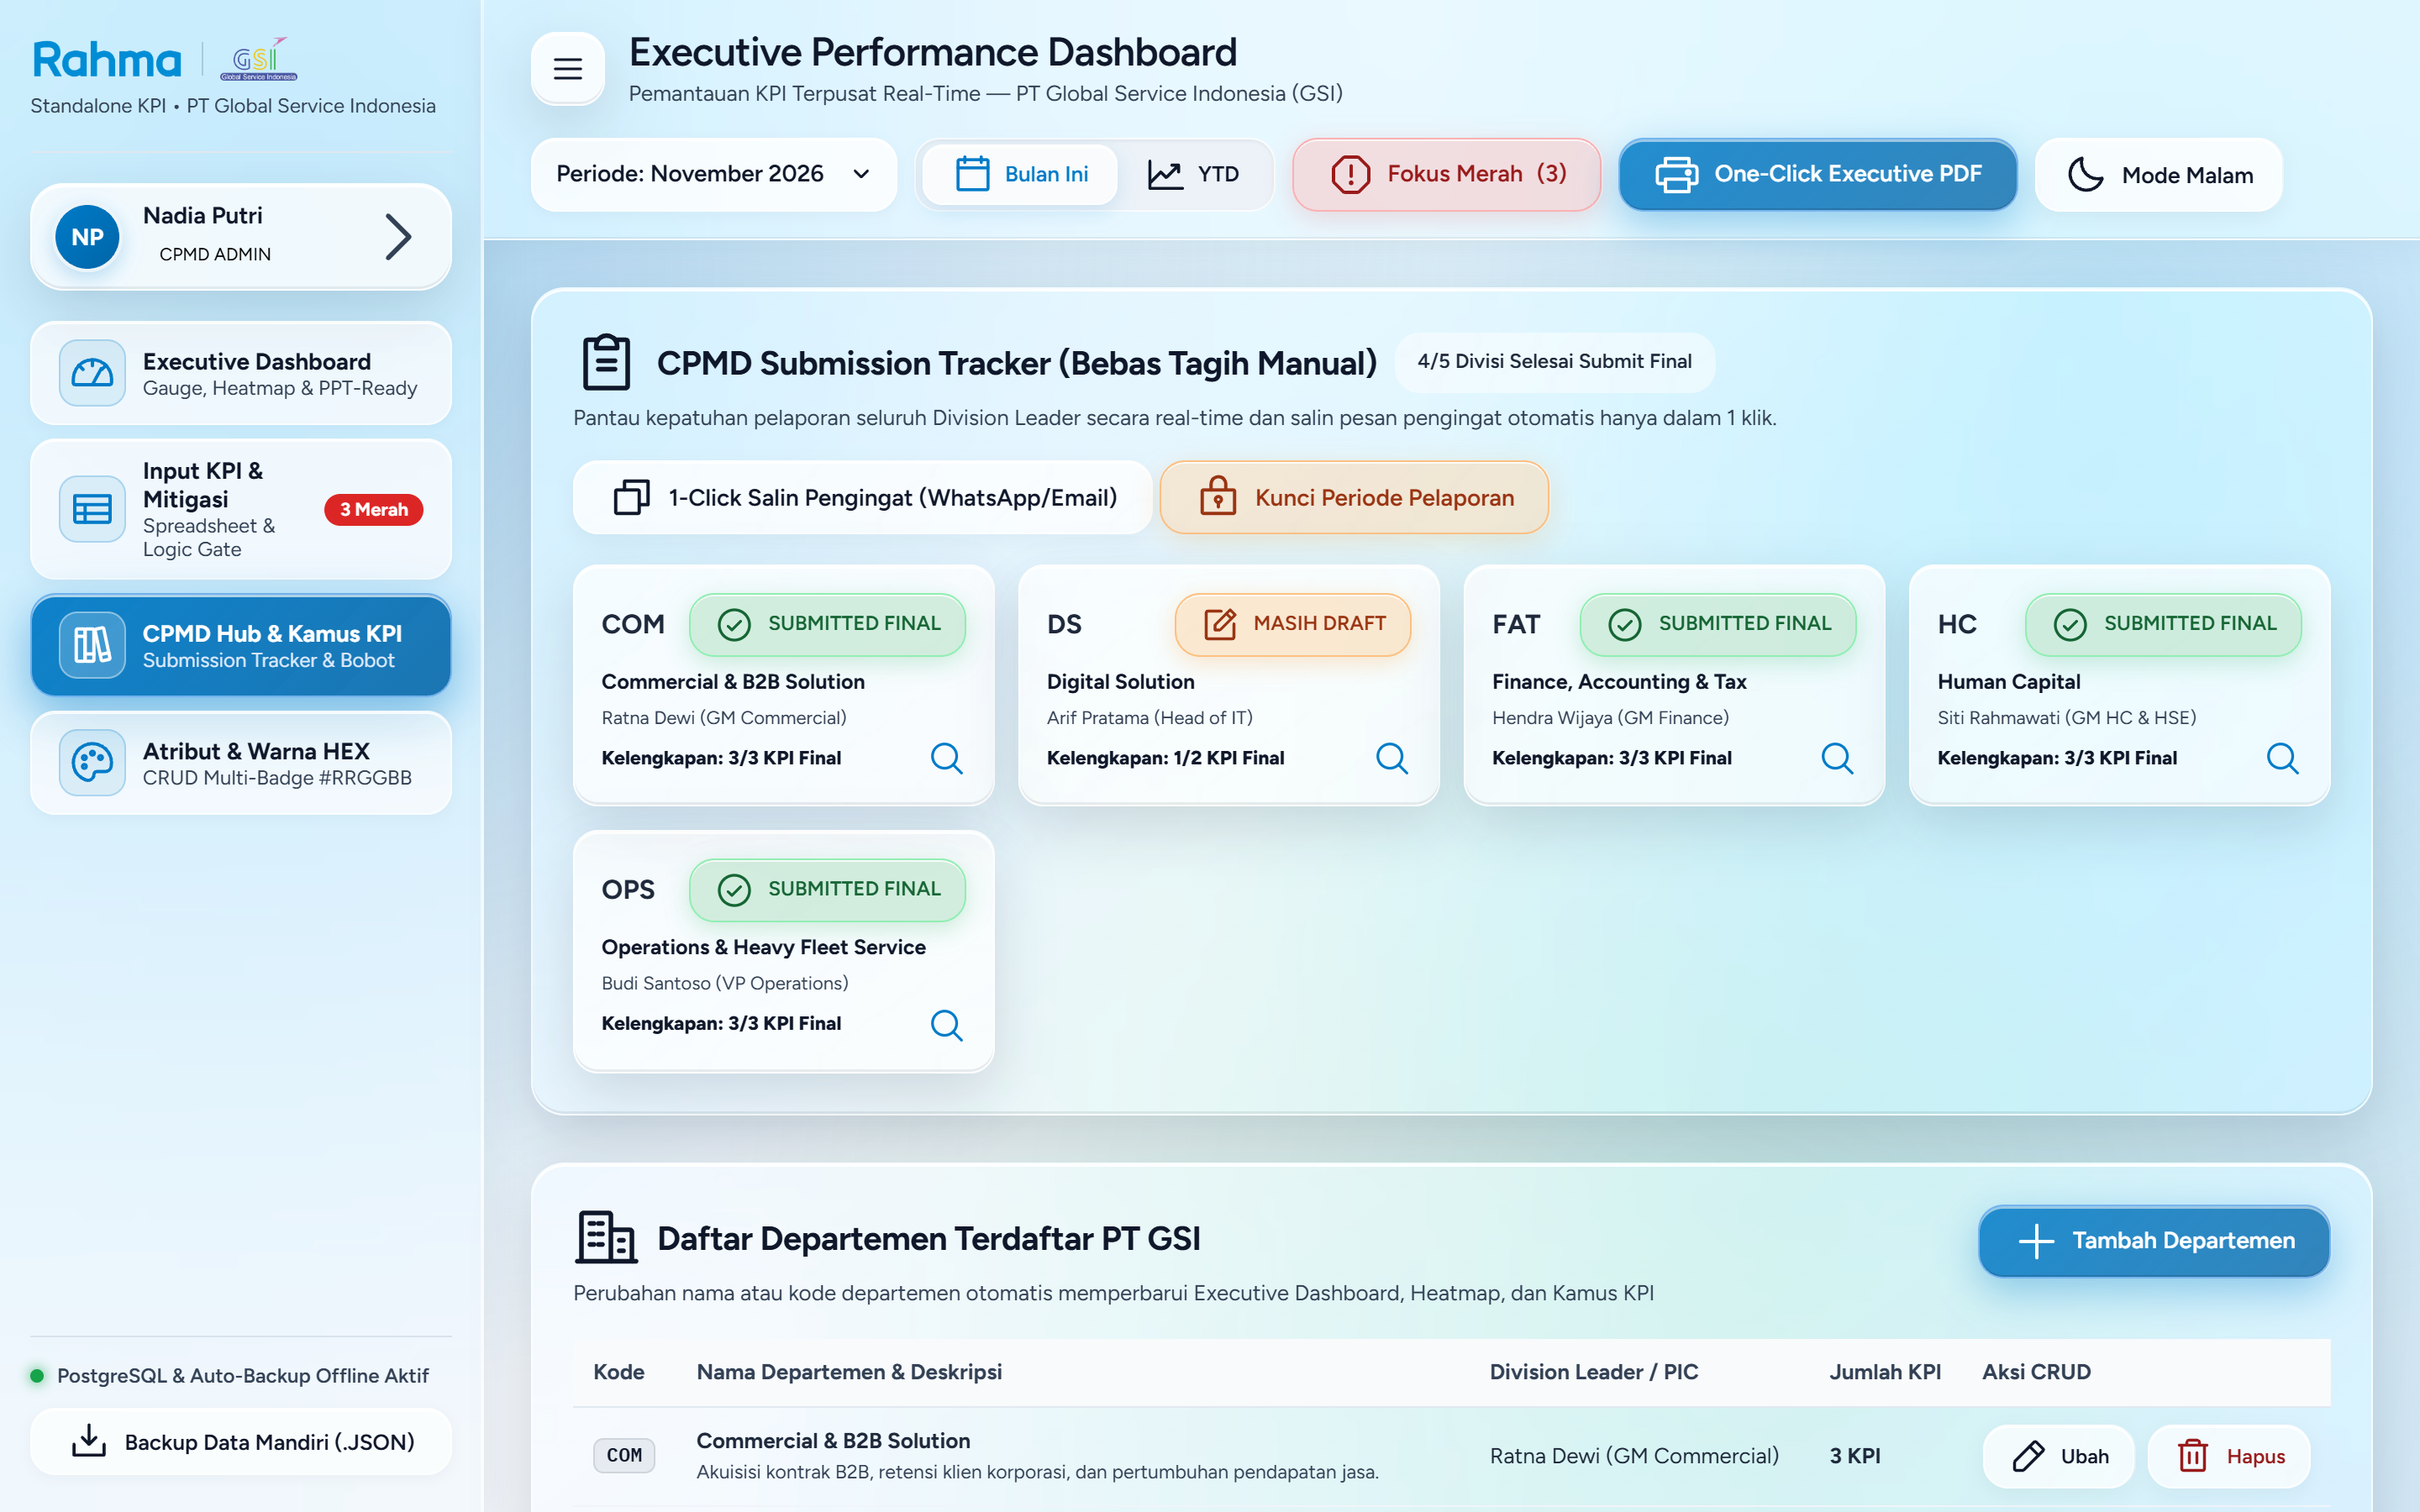 Rahma
GSI
Global Service Indonesia
Standalone KPI • PT Global Service Indonesia
NP
Nadia Putri
CPMD ADMIN
Executive Dashboard
Gauge, Heatmap & PPT-Ready
Input KPI &
Mitigasi
Spreadsheet &
Logic Gate
3 Merah
CPMD Hub & Kamus KPI
Submission Tracker & Bobot
Atribut & Warna HEX
CRUD Multi-Badge #RRGGBB
PostgreSQL & Auto-Backup Offline Aktif
Backup Data Mandiri (.JSON)
Executive Performance Dashboard
Pemantauan KPI Terpusat Real-Time — PT Global Service Indonesia (GSI)
Periode: November 2026
Bulan Ini
YTD
Fokus Merah (3)
One-Click Executive PDF
Mode Malam
CPMD Submission Tracker (Bebas Tagih Manual)
4/5 Divisi Selesai Submit Final
Pantau kepatuhan pelaporan seluruh Division Leader secara real-time dan salin pesan pengingat otomatis hanya dalam 1 klik.
1-Click Salin Pengingat (WhatsApp/Email)
Kunci Periode Pelaporan
COM
SUBMITTED FINAL
Commercial & B2B Solution
Ratna Dewi (GM Commercial)
Kelengkapan: 3/3 KPI Final
DS
MASIH DRAFT
Digital Solution
Arif Pratama (Head of IT)
Kelengkapan: 1/2 KPI Final
FAT
SUBMITTED FINAL
Finance, Accounting & Tax
Hendra Wijaya (GM Finance)
Kelengkapan: 3/3 KPI Final
HC
SUBMITTED FINAL
Human Capital
Siti Rahmawati (GM HC & HSE)
Kelengkapan: 3/3 KPI Final
OPS
SUBMITTED FINAL
Operations & Heavy Fleet Service
Budi Santoso (VP Operations)
Kelengkapan: 3/3 KPI Final
Daftar Departemen Terdaftar PT GSI
Tambah Departemen
Perubahan nama atau kode departemen otomatis memperbarui Executive Dashboard, Heatmap, dan Kamus KPI
Kode
Nama Departemen & Deskripsi
Division Leader / PIC
Jumlah KPI
Aksi CRUD
COM
Commercial & B2B Solution
Akuisisi kontrak B2B, retensi klien korporasi, dan pertumbuhan pendapatan jasa.
Ratna Dewi (GM Commercial)
3 KPI
Ubah
Hapus